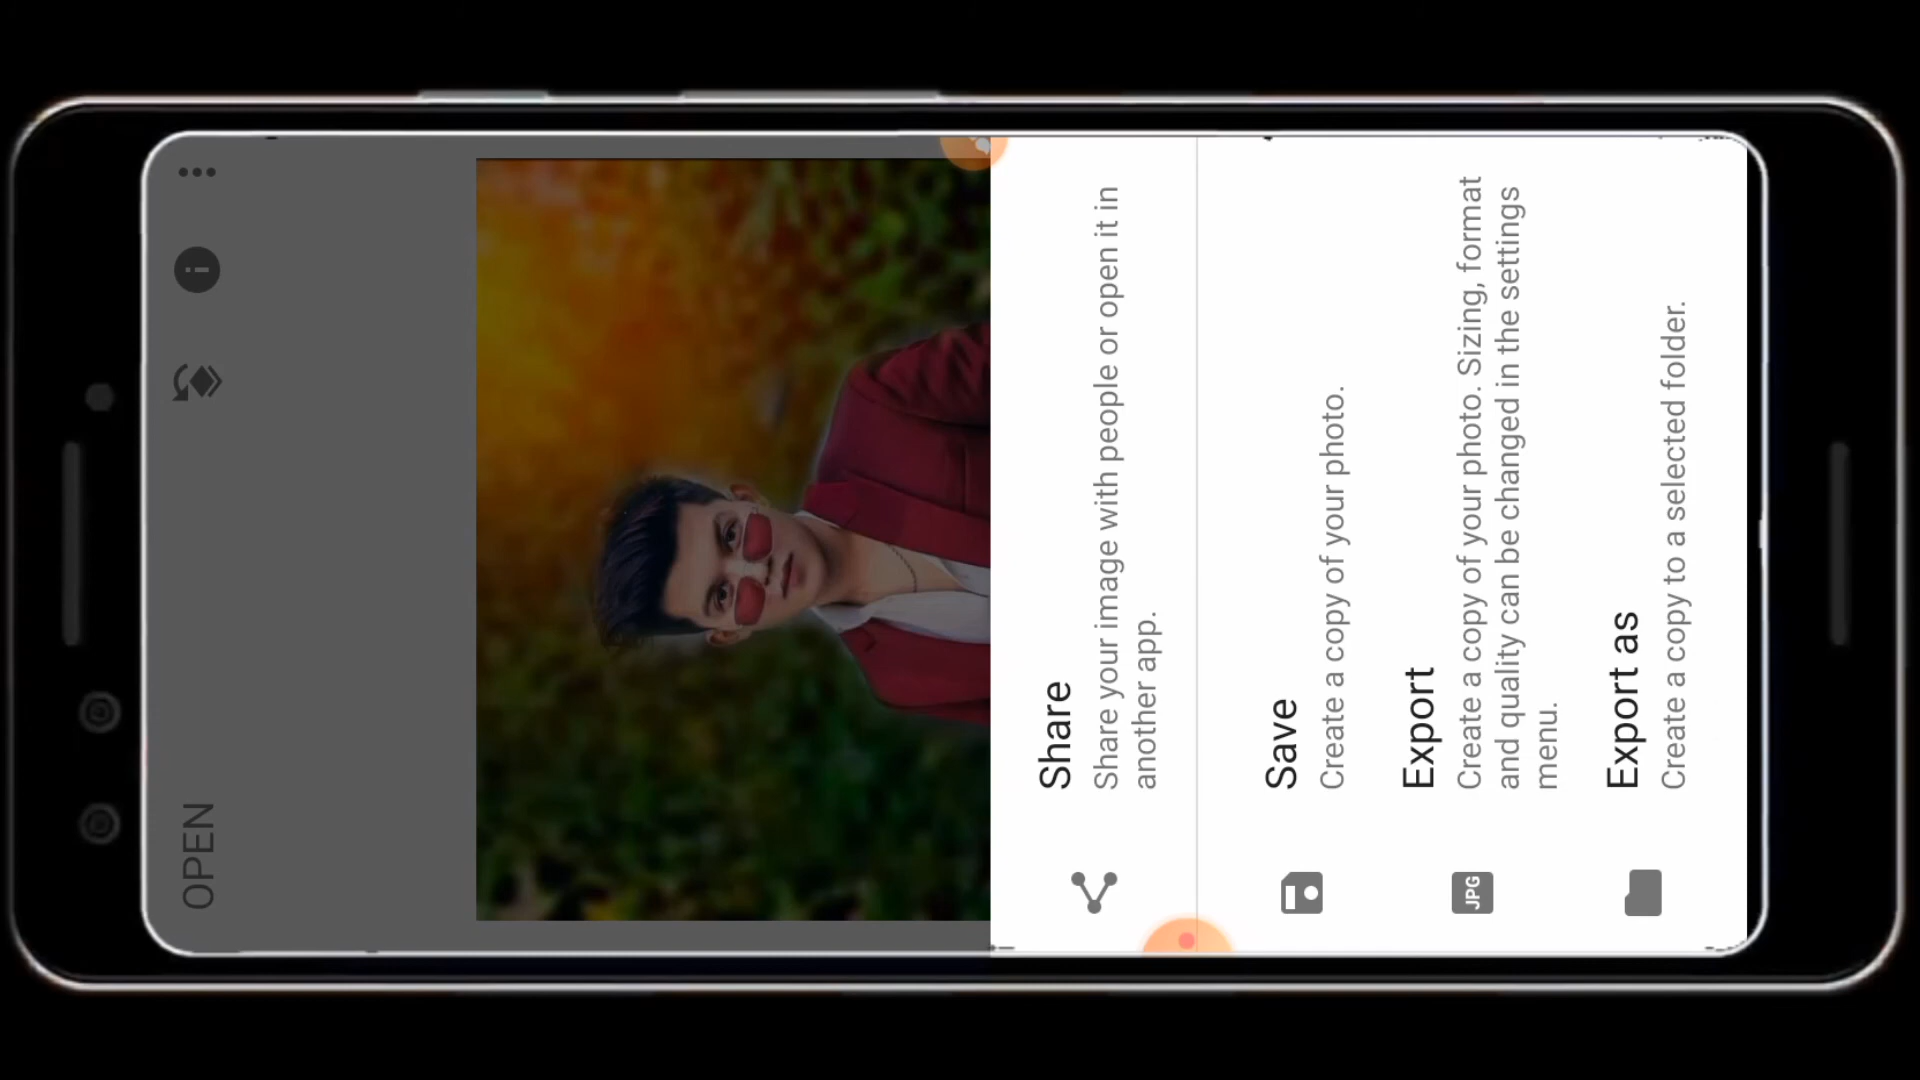 OPEN
Share
Share your image with people or open it in
another app.
Save
Create a copy of your photo.
JPG
Export
Create a copy of your photo. Sizing, format
and quality can be changed in the settings
menu.
Export as
Create a copy to a selected folder.